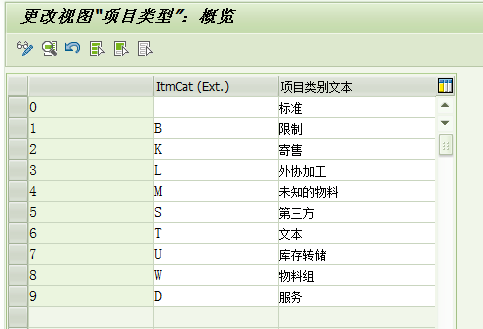 更改视图"项目类型": 概览
ItmCat (Ext.) 项目类别文本
0 标准
1 B 限制
2 K 寄售
3 L 外协加工
4 M 未知的物料
5 S 第三方
6 T 文本
7 U 库存转储
8 W 物料组
9 D 服务